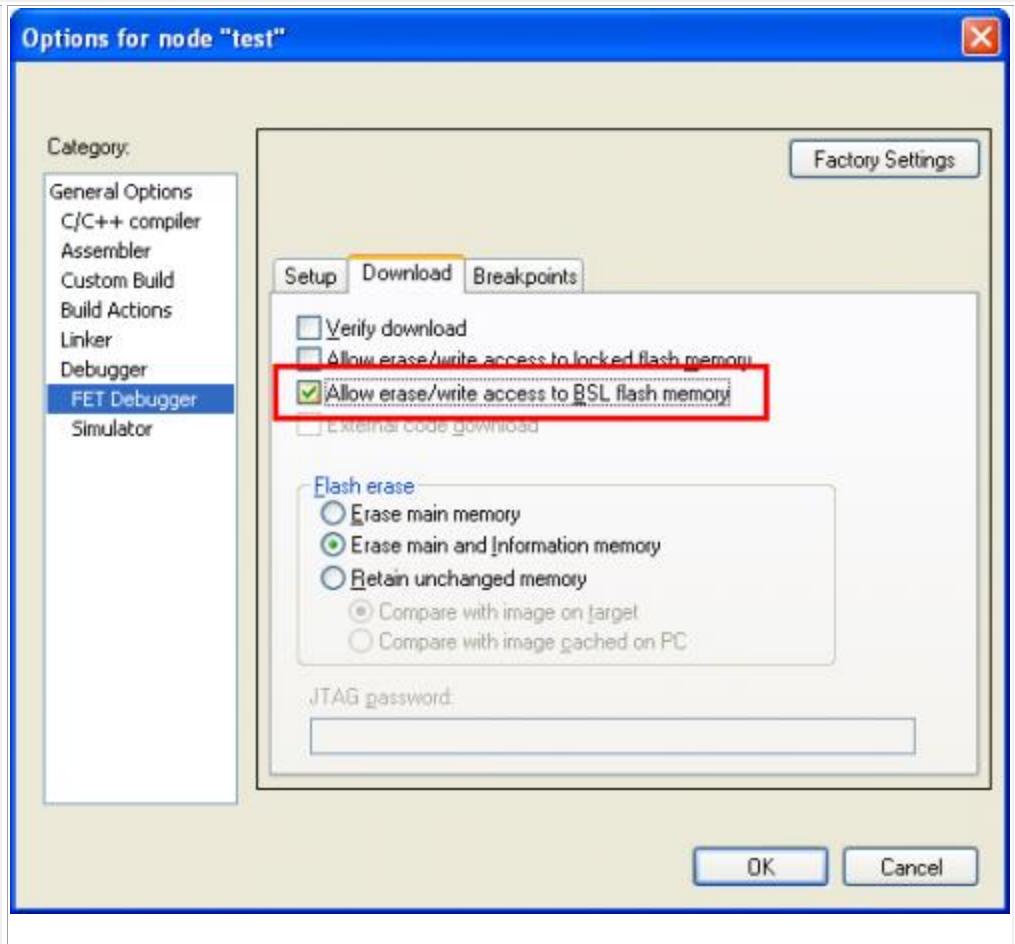 Options for node "test"
Category:
Factory Settings
General Options
C/C++ compiler
Assembler
Custom Build
Build Actions
Linker
Debugger
FET Debugger
Simulator
Setup
Download
Breakpoints
Verify download
Allow erase/write access to locked flash memory
Allow erase/write access to BSL flash memory
External code download
Flash erase
Erase main memory
Erase main and Information memory
Retain unchanged memory
Compare with image on target
Compare with image cached on PC
JTAG password:
OK
Cancel